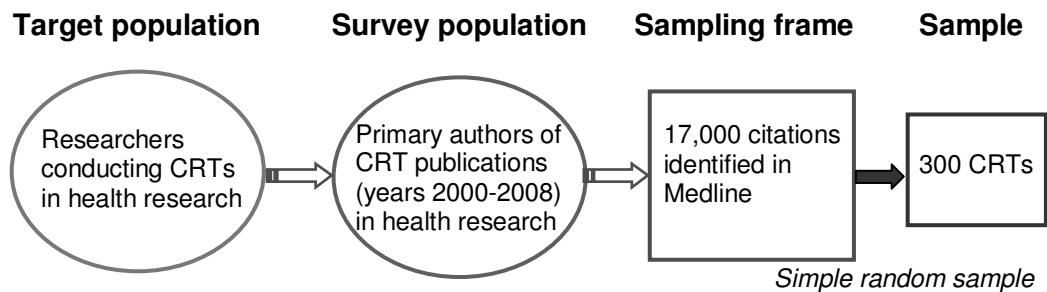 Target population
Survey population
Sampling frame
Sample
Researchers
conducting CRTs
in health research
Primary authors of
CRT publications
(years 2000-2008)
in health research
17,000 citations
identified in
Medline
300 CRTs
Simple random sample